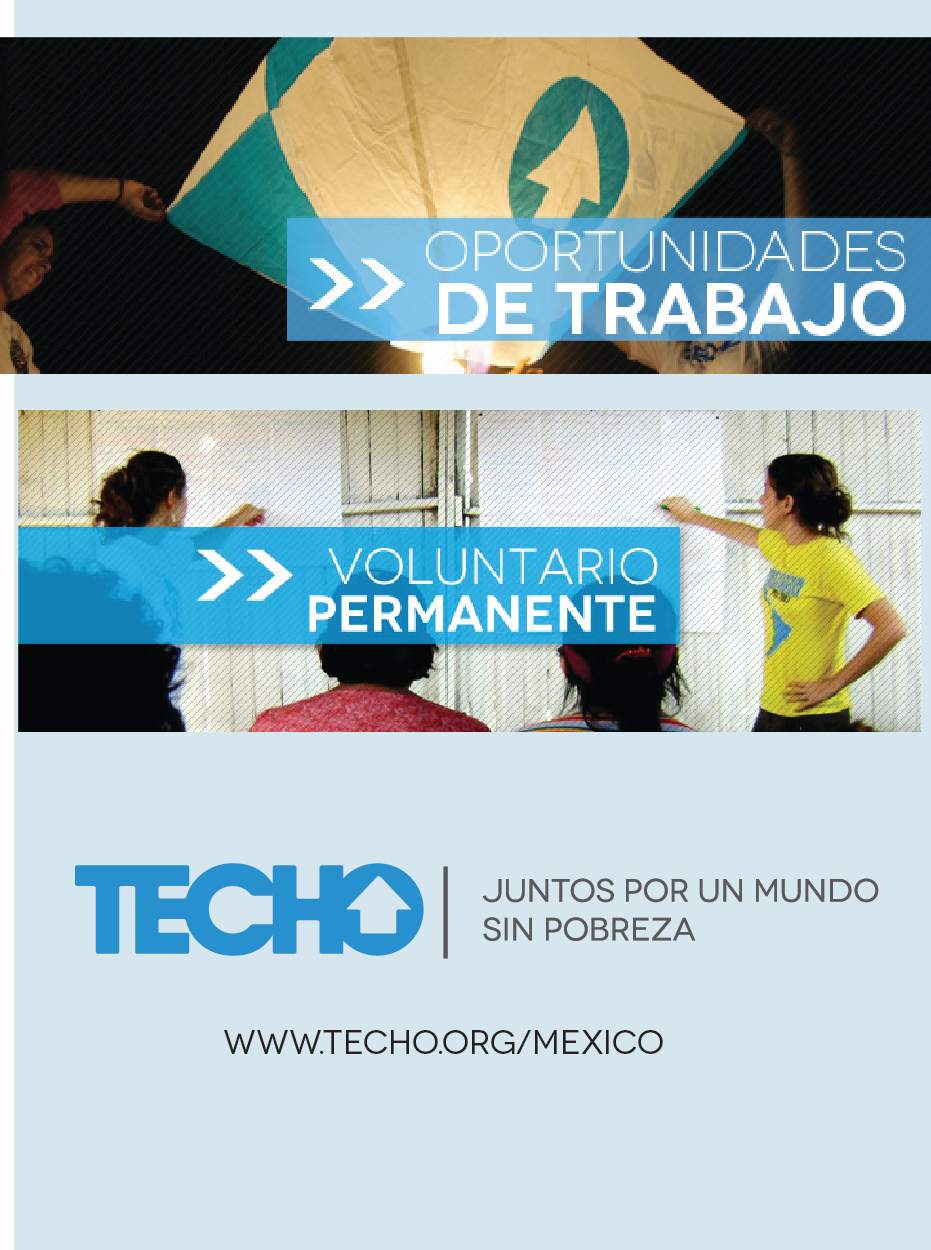 OPORTUNIDADES
DE TRABAJO
VOLUNTARIO
PERMANENTE
TECHO
JUNTOS POR UN MUNDO
SIN POBREZA
WWW.TECHO.ORG/MEXICO